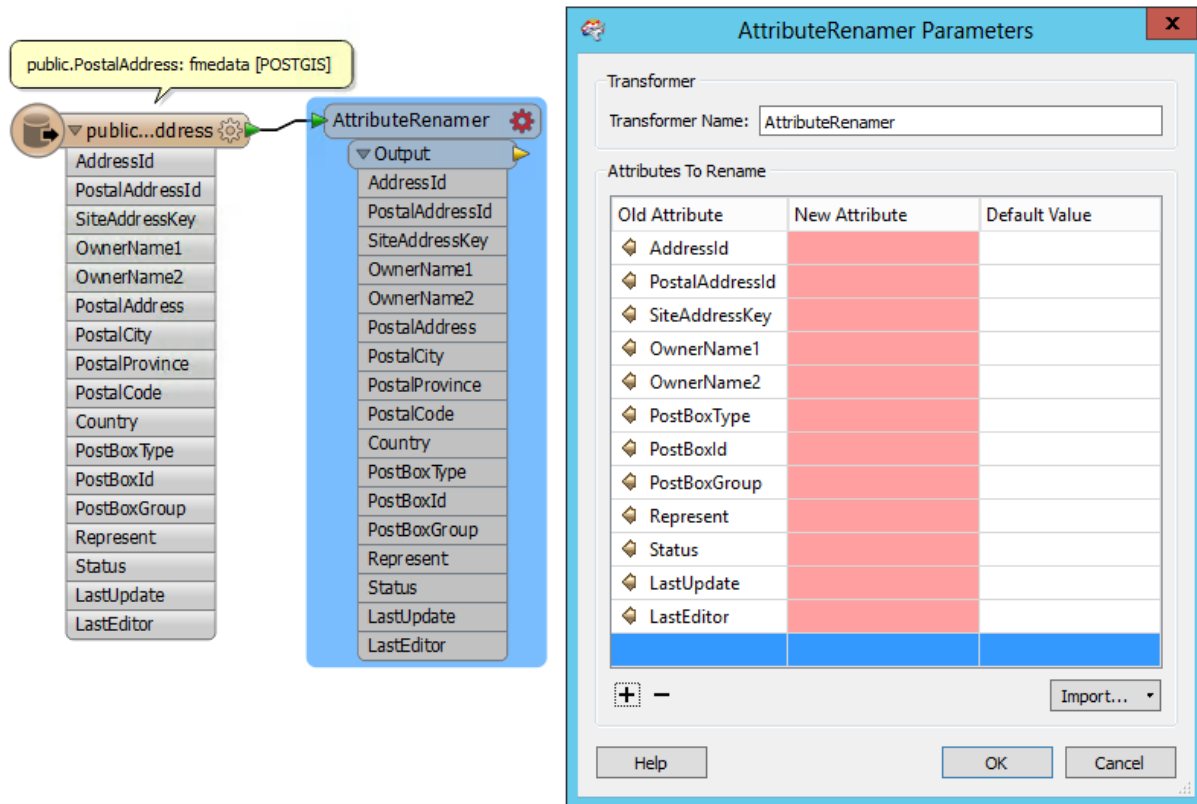 public.PostalAddress: fmedata [POSTGIS]
public...ddress
AddressId
PostalAddressId
SiteAddressKey
OwnerName1
OwnerName2
PostalAddress
PostalCity
PostalProvince
PostalCode
Country
PostBoxType
PostBoxId
PostBoxGroup
Represent
Status
LastUpdate
LastEditor
AttributeRenamer
Output
AddressId
PostalAddressId
SiteAddressKey
OwnerName1
OwnerName2
PostalAddress
PostalCity
PostalProvince
PostalCode
Country
PostBoxType
PostBoxId
PostBoxGroup
Represent
Status
LastUpdate
LastEditor
AttributeRenamer Parameters
x
Transformer
Transformer Name: AttributeRenamer
Attributes To Rename
Old Attribute New Attribute Default Value
AddressId
PostalAddressId
SiteAddressKey
OwnerName1
OwnerName2
PostBoxType
PostBoxId
PostBoxGroup
Represent
Status
LastUpdate
LastEditor
+ − Import...
Help OK Cancel